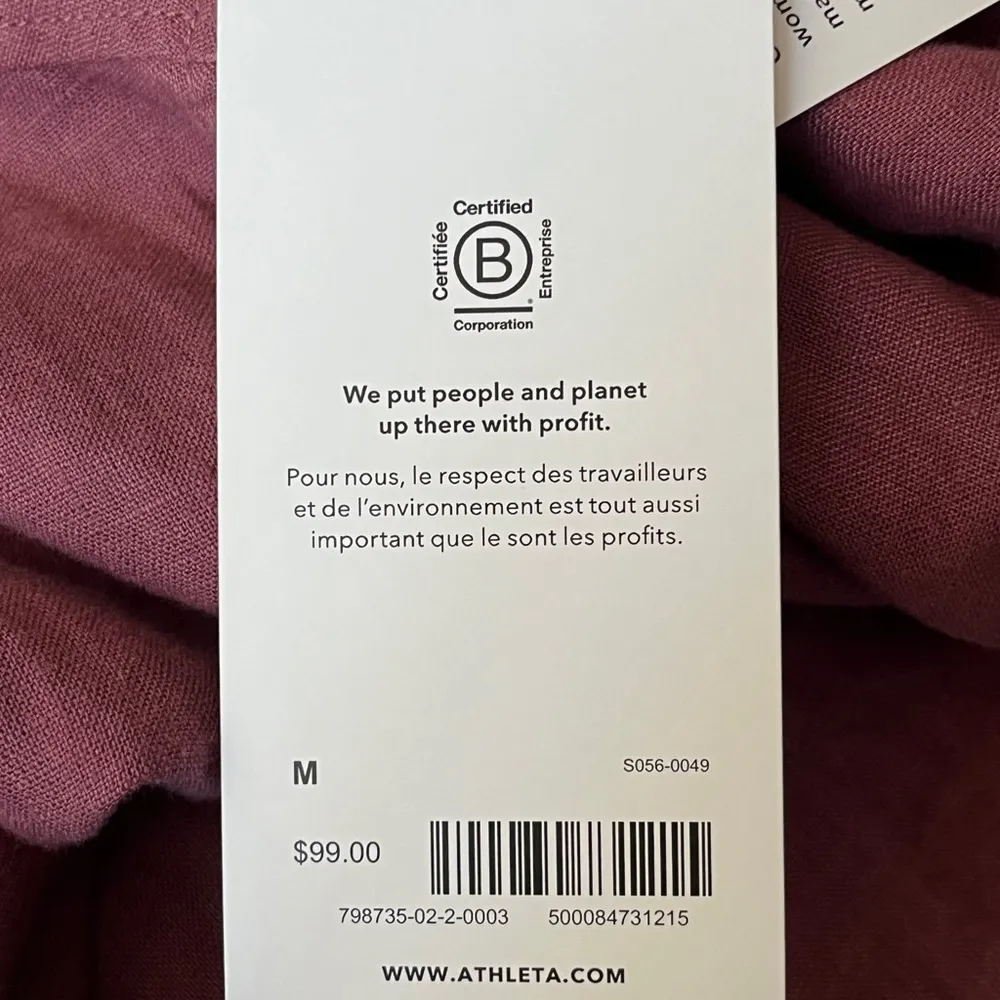 Certified
Certifiée
B
Entreprise
Corporation
We put people and planet
up there with profit.
Pour nous, le respect des travailleurs
et de l'environnement est tout aussi
important que le sont les profits.
M
S056-0049
$99.00
798735-02-2-0003 500084731215
WWW.ATHLETA.COM